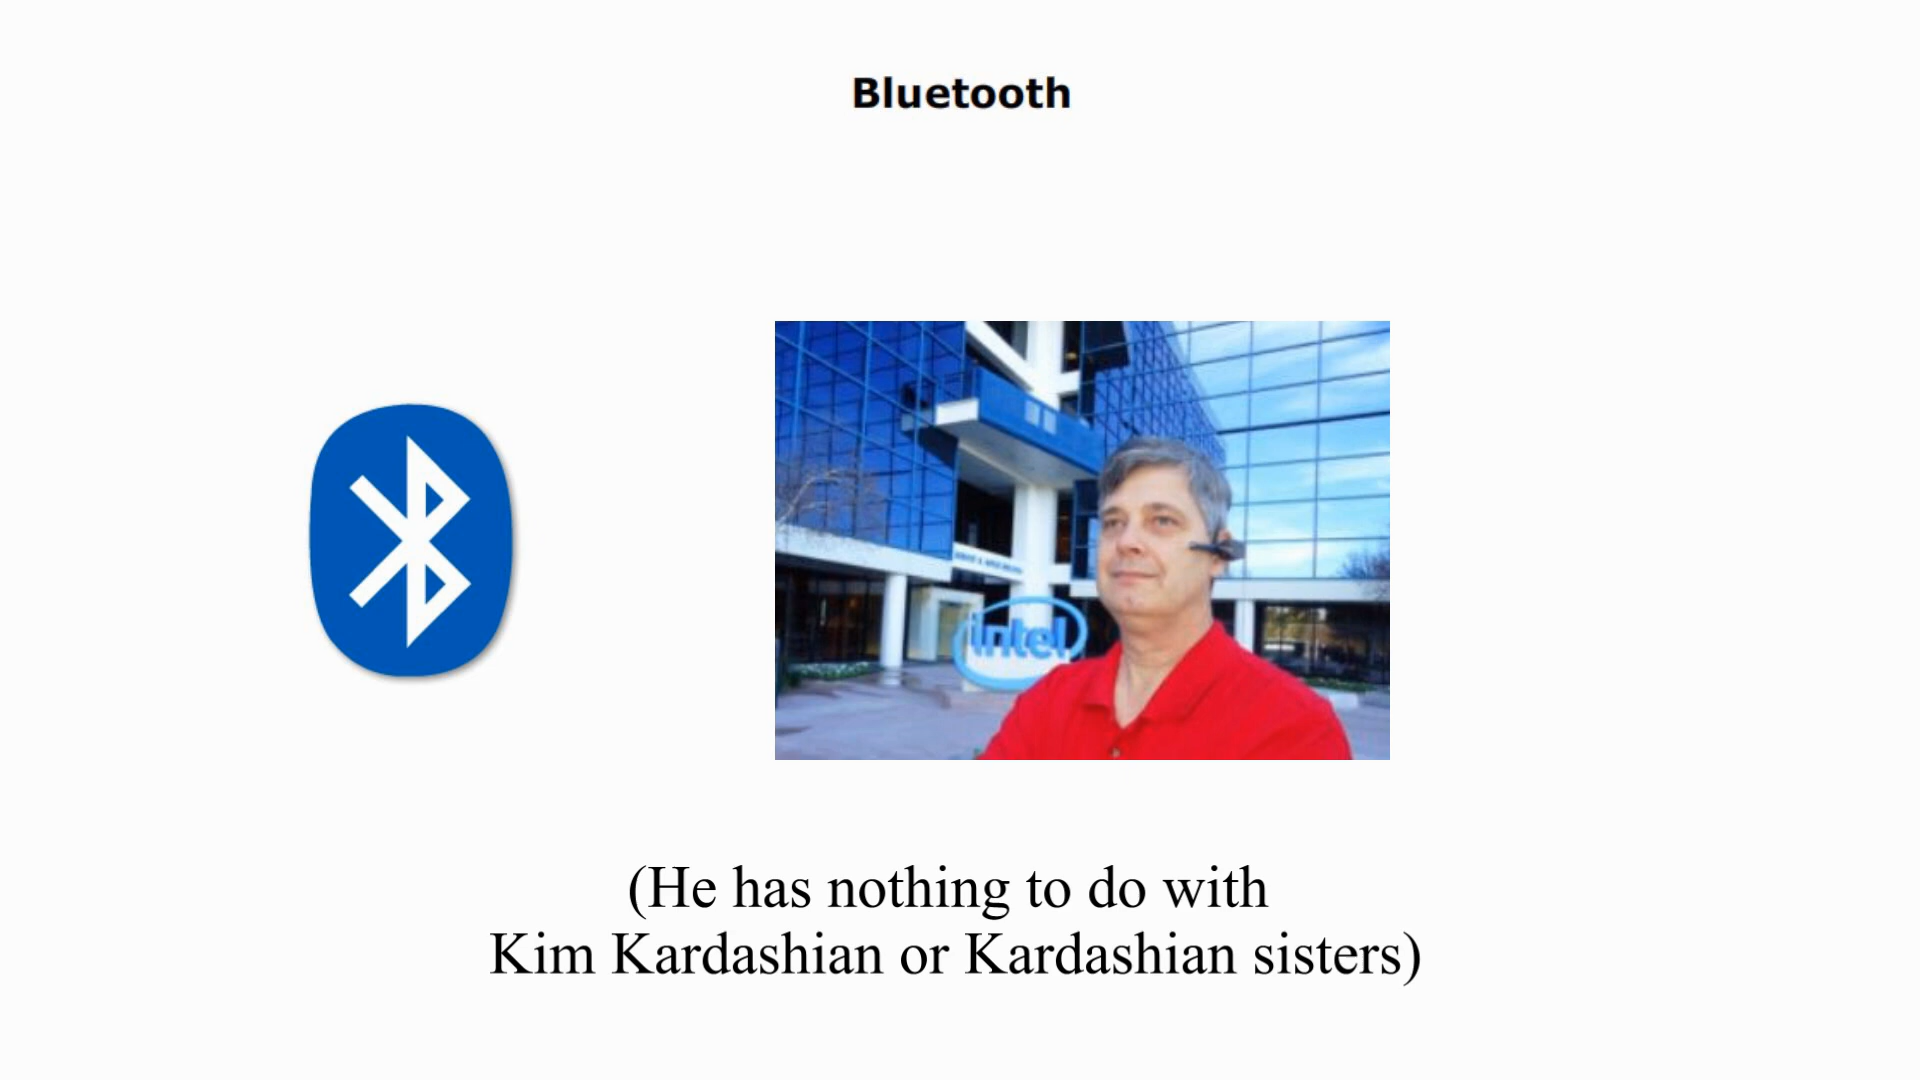 Bluetooth
intel
(He has nothing to do with
Kim Kardashian or Kardashian sisters)